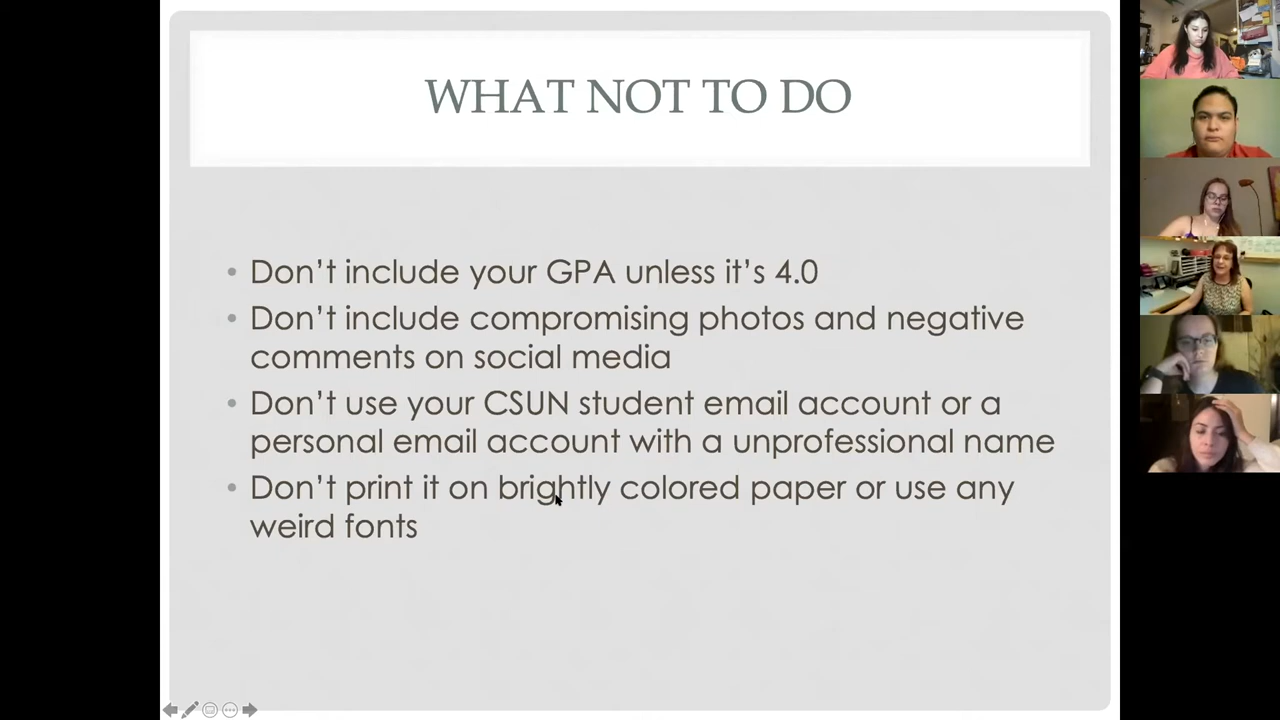 WHAT NOT TO DO
• Don’t include your GPA unless it’s 4.0
• Don’t include compromising photos and negative
comments on social media
• Don’t use your CSUN student email account or a
personal email account with a unprofessional name
• Don’t print it on brightly colored paper or use any
weird fonts